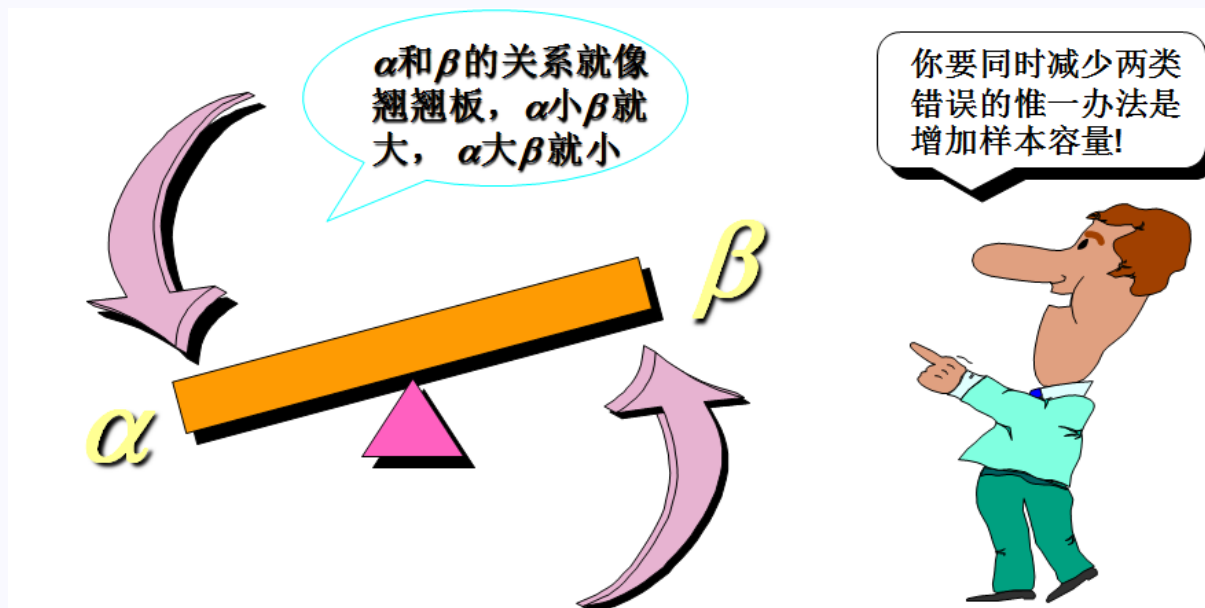 α和β的关系就像
翘翘板，α小β就
大， α大β就小
你要同时减少两类
错误的惟一办法是
增加样本容量!
β
α